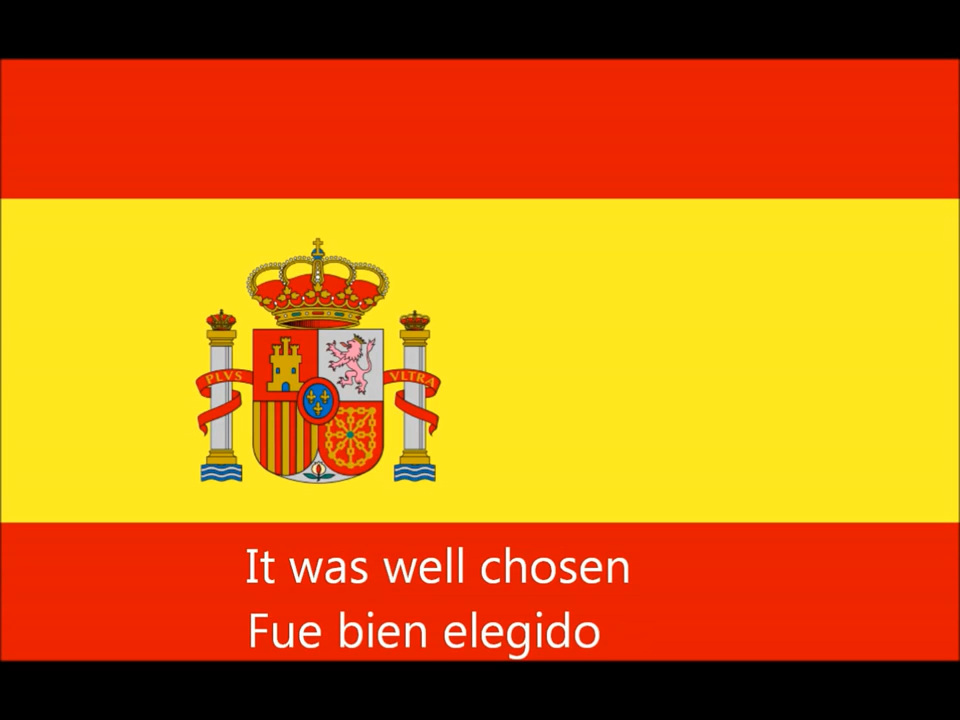 PLVS VLTRA
It was well chosen
Fue bien elegido